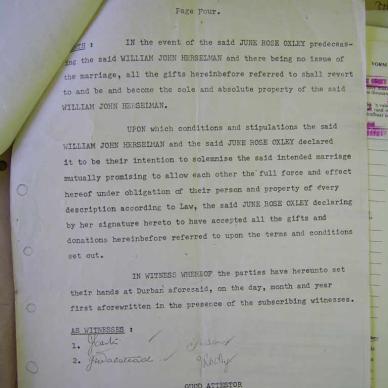 Page Four.
IN the event of the said JUNE ROSE OXLEY predeceas-
ing the said WILLIAM JOHN HERSELMAN and there being no issue of
the marriage, all the gifts hereinbefore referred to shall revert
to and be and become the sole and absolute property of the said
WILLIAM JOHN HERSELMAN.
UPON which conditions and stipulations the said
WILLIAM JOHN HERSELMAN and the said JUNE ROSE OXLEY declared
it to be their intention to solemnise the said intended marriage
mutually promising to allow each other the full force and effect
hereof under obligation of their person and property of every
description according to Law, the said JUNE ROSE OXLEY declaring
by her signature hereto to have accepted all the gifts and
donations hereinbefore referred to upon the terms and conditions
set out.
IN WITNESS WHEREOF the parties have hereunto set
their hands at Durban aforesaid, on the day, month and year
first aforewritten in the presence of the subscribing witnesses.
AS WITNESSES :
1.
2.
QUOD ATTESTOR
FORM